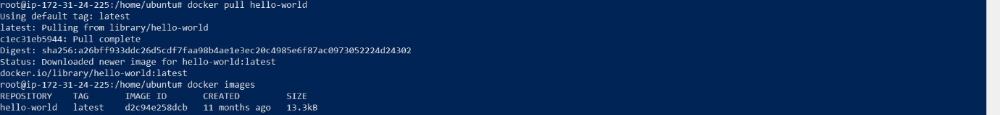 root@ip-172-31-24-225:/home/ubuntu# docker pull hello-world
Using default tag: latest
latest: Pulling from library/hello-world
c1ec31eb5944: Pull complete
Digest: sha256:a26bff933ddc26d5cdf7faa98b4ae1e3ec20c4985e6f87ac0973052224d24302
Status: Downloaded newer image for hello-world:latest
docker.io/library/hello-world:latest
root@ip-172-31-24-225:/home/ubuntu# docker images
REPOSITORY    TAG       IMAGE ID       CREATED         SIZE
hello-world   latest    d2c94e258dcb   11 months ago   13.3kB